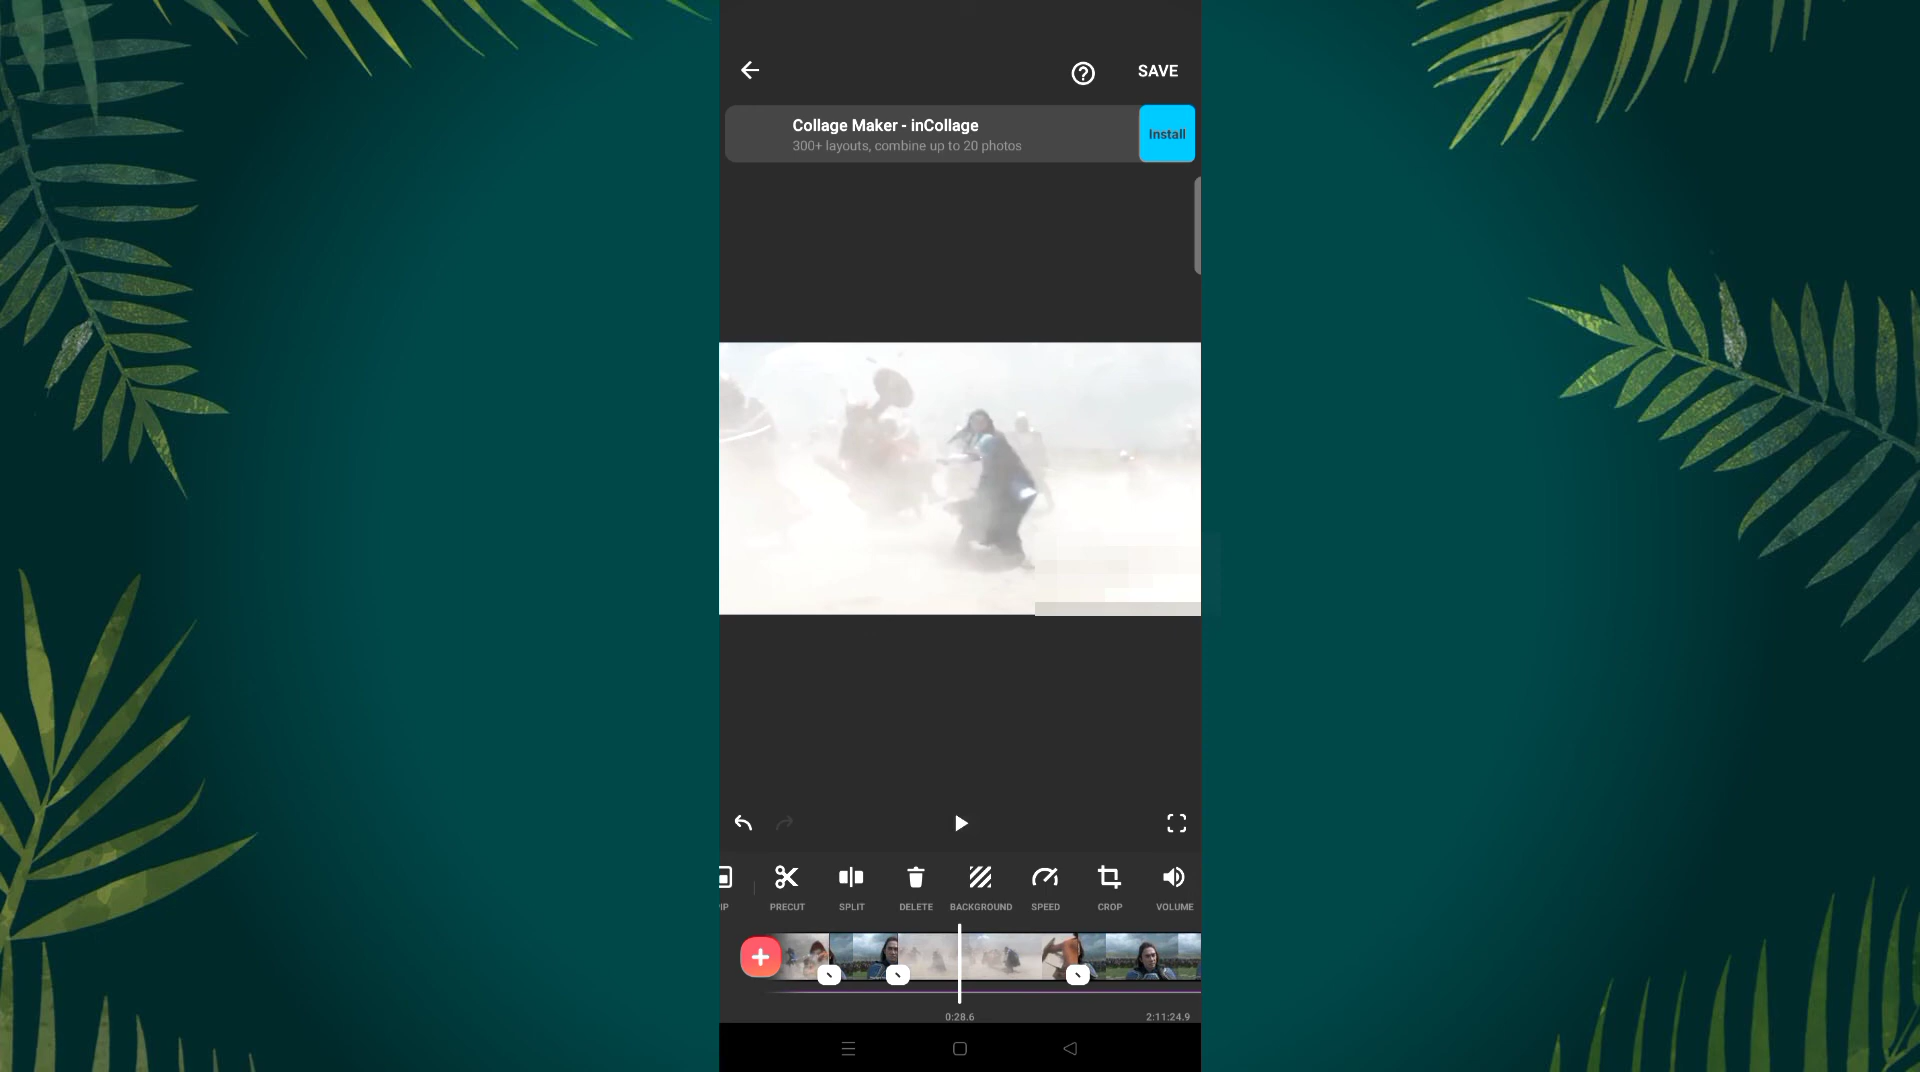 SAVE
Collage Maker - inCollage
300+ layouts, combine up to 20 photos
Install
IP
PRECUT
SPLIT
DELETE
BACKGROUND
SPEED
CROP
VOLUME
0:28.6
2:11:24.9